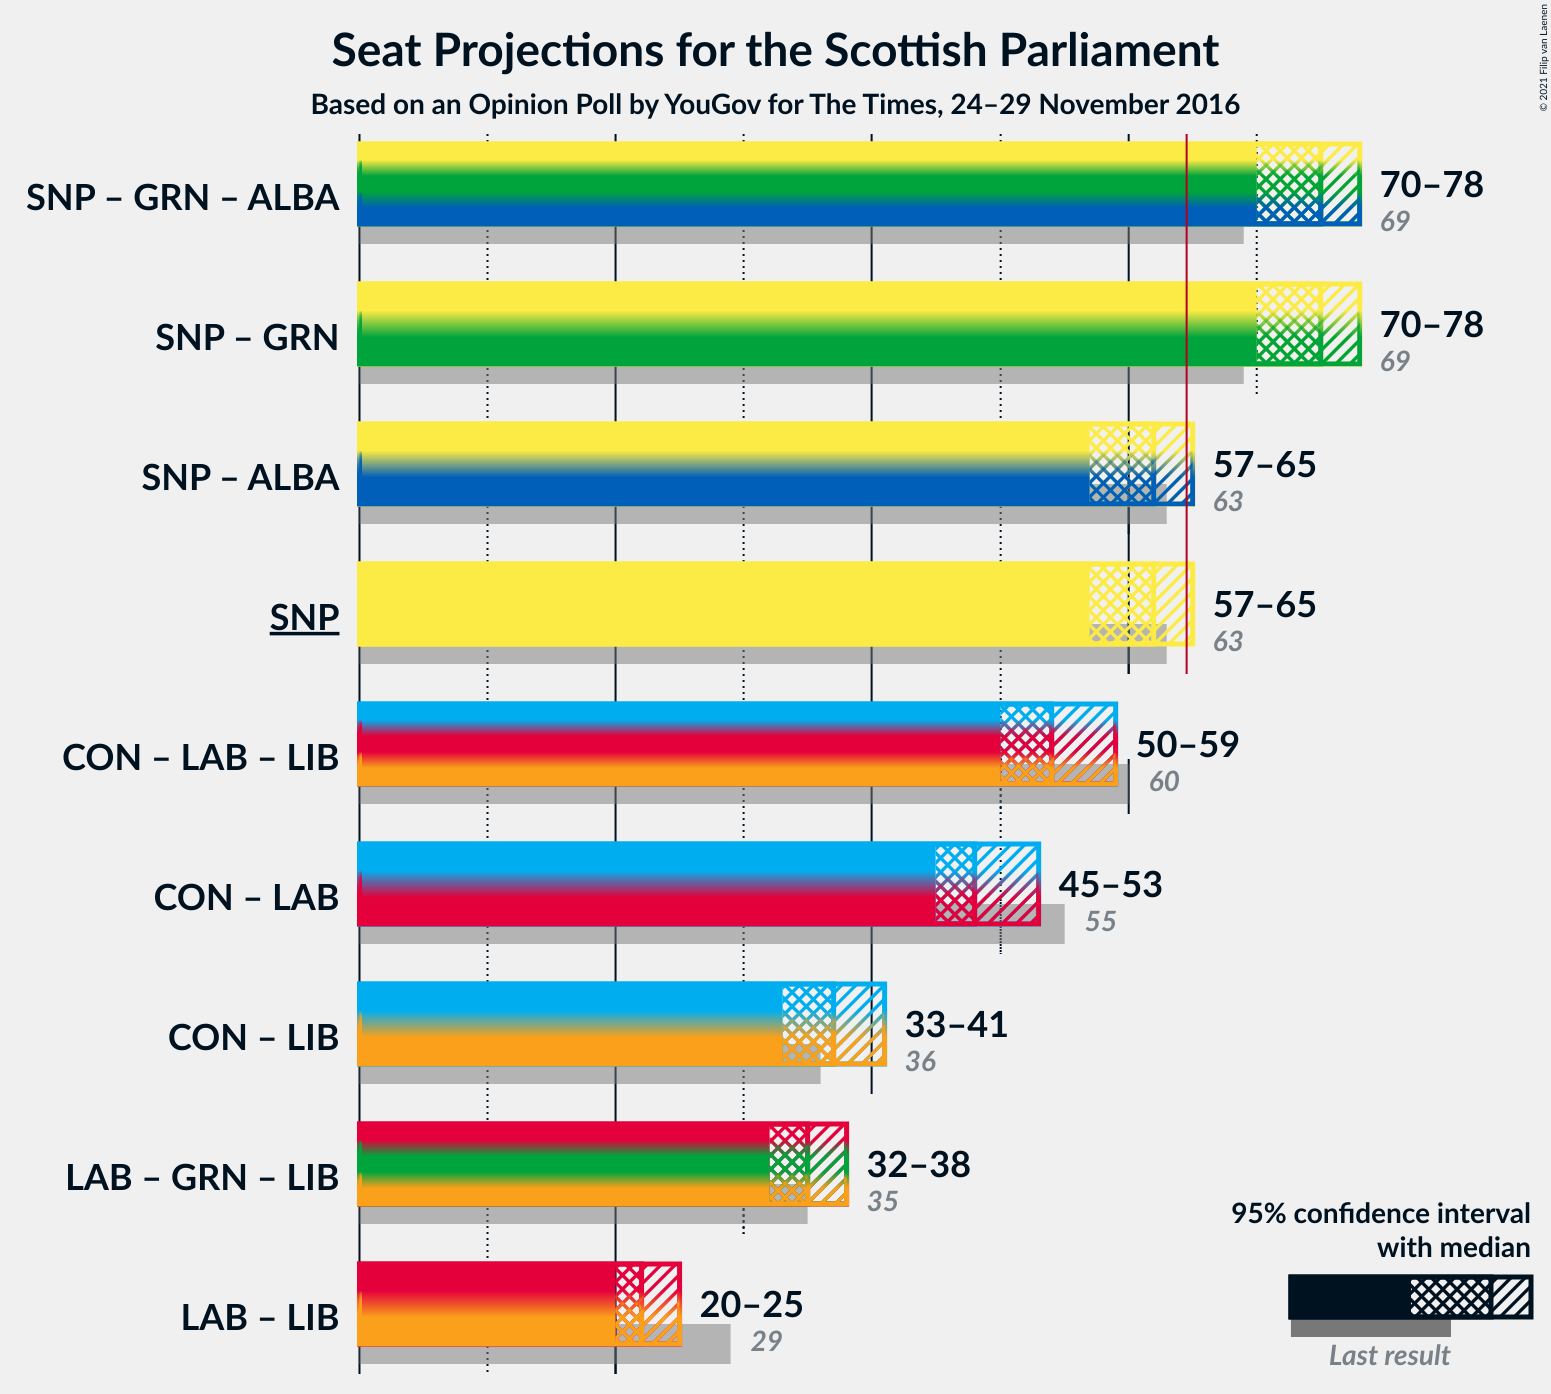 Seat Projections for the Scottish Parliament
Based on an Opinion Poll by YouGov for The Times, 24–29 November 2016
© 2021 Filip van Laenen
SNP – GRN – ALBA
70–78
69
SNP – GRN
70–78
69
SNP – ALBA
57–65
63
SNP
57–65
63
CON – LAB – LIB
50–59
60
CON – LAB
45–53
55
CON – LIB
33–41
36
LAB – GRN – LIB
32–38
35
LAB – LIB
20–25
29
95% confidence interval
with median
Last result